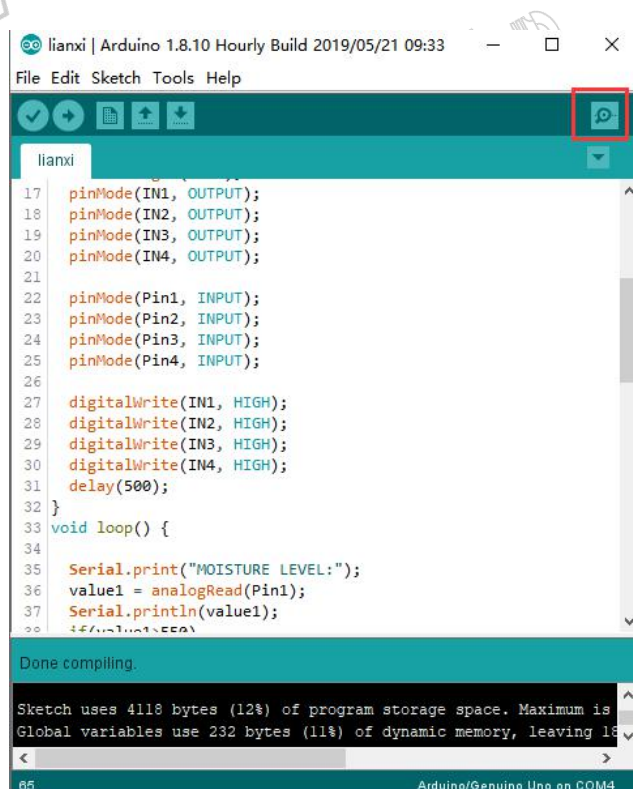 lianxi | Arduino 1.8.10 Hourly Build 2019/05/21 09:33
File Edit Sketch Tools Help
lianxi
17 pinMode(IN1, OUTPUT);
18 pinMode(IN2, OUTPUT);
19 pinMode(IN3, OUTPUT);
20 pinMode(IN4, OUTPUT);
21
22 pinMode(Pin1, INPUT);
23 pinMode(Pin2, INPUT);
24 pinMode(Pin3, INPUT);
25 pinMode(Pin4, INPUT);
26
27 digitalWrite(IN1, HIGH);
28 digitalWrite(IN2, HIGH);
29 digitalWrite(IN3, HIGH);
30 digitalWrite(IN4, HIGH);
31 delay(500);
32 }
33 void loop() {
34
35 Serial.print("MOISTURE LEVEL:");
36 value1 = analogRead(Pin1);
37 Serial.println(value1);
38 if(value1>550)
Done compiling.
Sketch uses 4118 bytes (12%) of program storage space. Maximum is
Global variables use 232 bytes (11%) of dynamic memory, leaving 18
65 Arduino/Genuino Uno on COM4